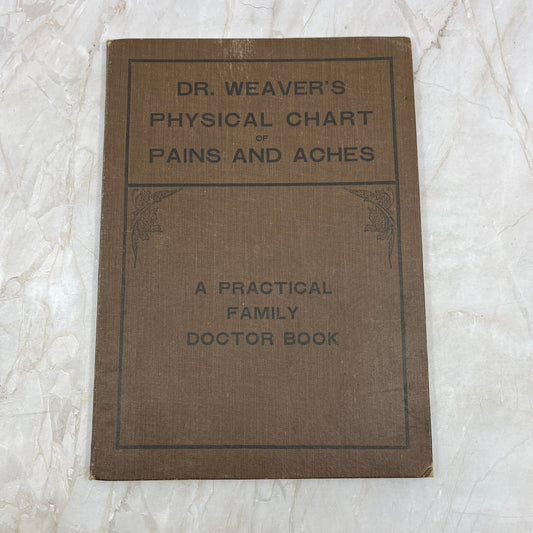 DR. WEAVER'S
PHYSICAL CHART
OF
PAINS AND ACHES
A PRACTICAL
FAMILY
DOCTOR BOOK